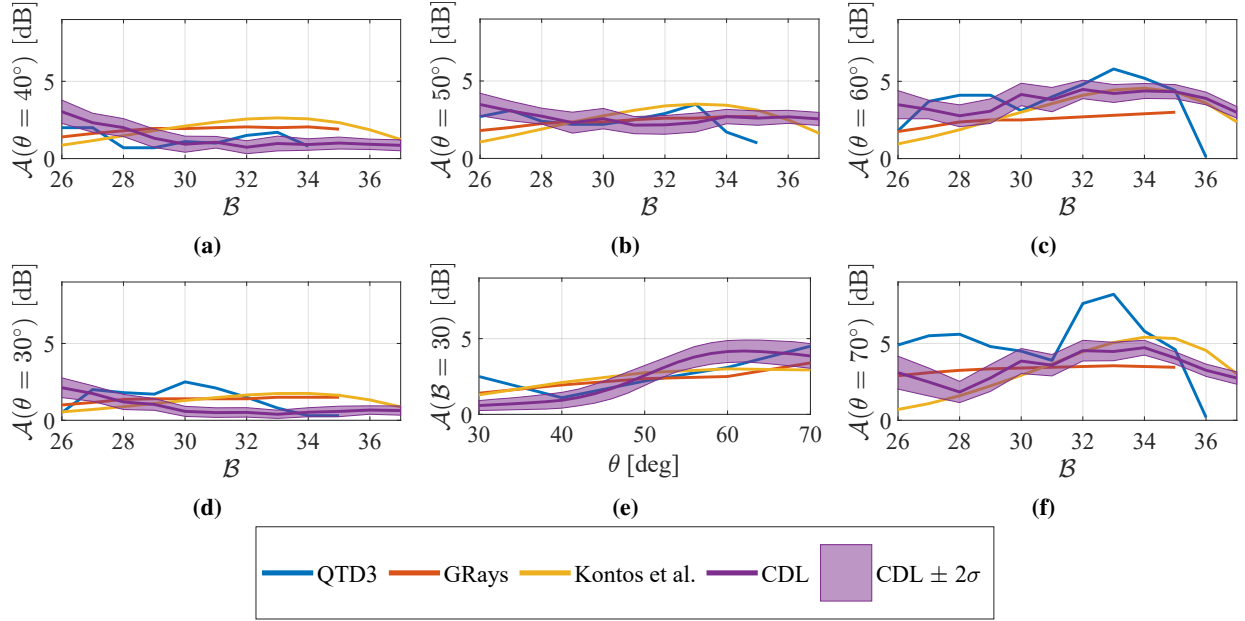 𝒜(θ = 40°) [dB]
5
0
26 28 30 32 34 36
ℬ
(a)
𝒜(θ = 50°) [dB]
5
0
26 28 30 32 34 36
ℬ
(b)
𝒜(θ = 60°) [dB]
5
0
26 28 30 32 34 36
ℬ
(c)
𝒜(θ = 30°) [dB]
5
0
26 28 30 32 34 36
ℬ
(d)
𝒜(ℬ = 30) [dB]
5
0
30 40 50 60 70
θ [deg]
(e)
𝒜(θ = 70°) [dB]
5
0
26 28 30 32 34 36
ℬ
(f)
QTD3 GRays Kontos et al. CDL CDL ± 2σ